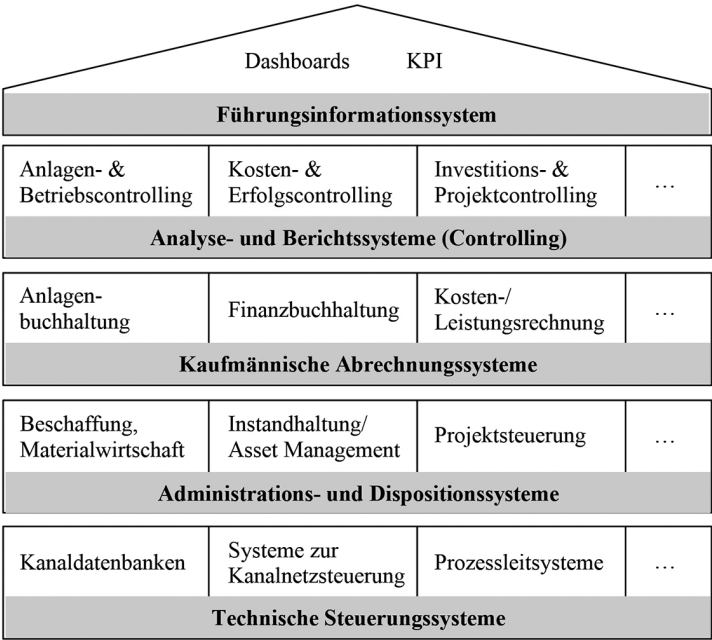 Dashboards KPI
Führungsinformationssystem
Anlagen- &
Betriebscontrolling
Kosten- &
Erfolgscontrolling
Investitions- &
Projektcontrolling
...
Analyse- und Berichtssysteme (Controlling)
Anlagen-
buchhaltung
Finanzbuchhaltung
Kosten-/
Leistungsrechnung
...
Kaufmännische Abrechnungssysteme
Beschaffung,
Materialwirtschaft
Instandhaltung/
Asset Management
Projektsteuerung
...
Administrations- und Dispositionssysteme
Kanaldatenbanken
Systeme zur
Kanalnetzsteuerung
Prozessleitsysteme
...
Technische Steuerungssysteme